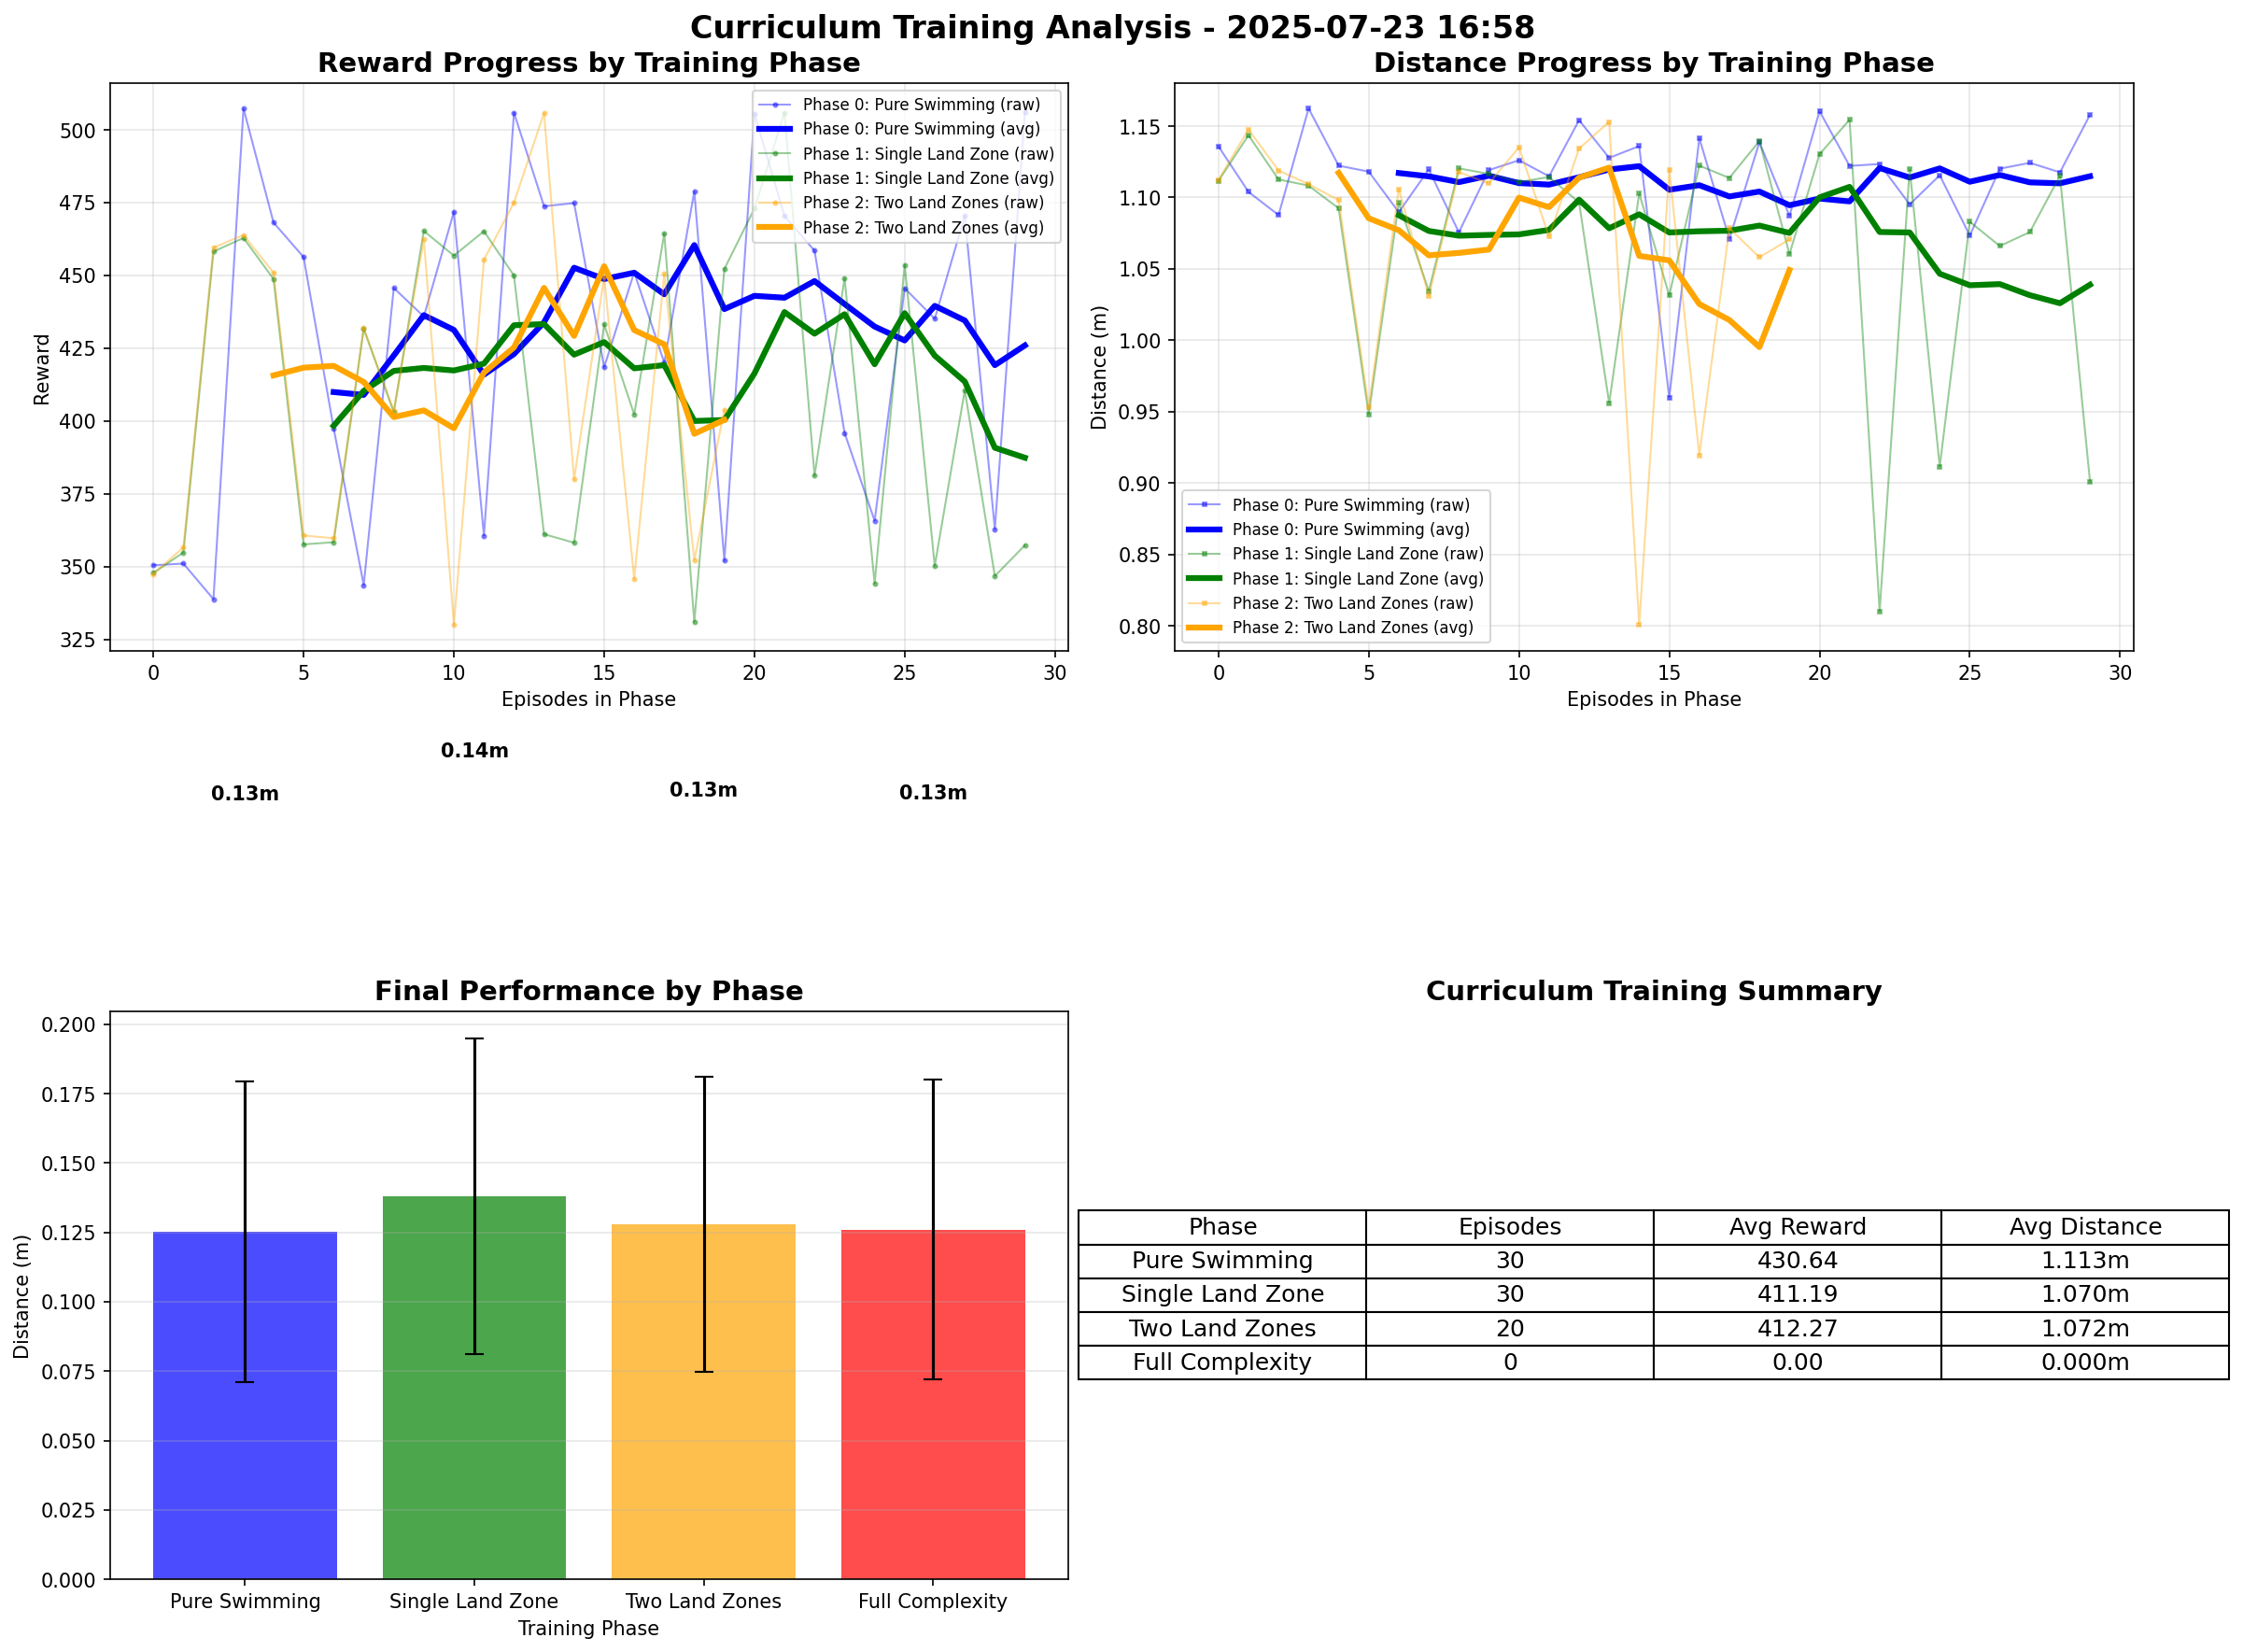 Curriculum Training Analysis - 2025-07-23 16:58
Reward Progress by Training Phase
Reward
500
475
450
425
400
375
350
325
0 5 10 15 20 25 30
Episodes in Phase
Phase 0: Pure Swimming (raw)
Phase 0: Pure Swimming (avg)
Phase 1: Single Land Zone (raw)
Phase 1: Single Land Zone (avg)
Phase 2: Two Land Zones (raw)
Phase 2: Two Land Zones (avg)
Distance Progress by Training Phase
Distance (m)
1.15
1.10
1.05
1.00
0.95
0.90
0.85
0.80
0 5 10 15 20 25 30
Episodes in Phase
Phase 0: Pure Swimming (raw)
Phase 0: Pure Swimming (avg)
Phase 1: Single Land Zone (raw)
Phase 1: Single Land Zone (avg)
Phase 2: Two Land Zones (raw)
Phase 2: Two Land Zones (avg)
0.13m 0.14m 0.13m 0.13m
Final Performance by Phase
Distance (m)
0.200
0.175
0.150
0.125
0.100
0.075
0.050
0.025
0.000
Pure Swimming Single Land Zone Two Land Zones Full Complexity
Training Phase
Curriculum Training Summary
Phase Episodes Avg Reward Avg Distance
Pure Swimming 30 430.64 1.113m
Single Land Zone 30 411.19 1.070m
Two Land Zones 20 412.27 1.072m
Full Complexity 0 0.00 0.000m